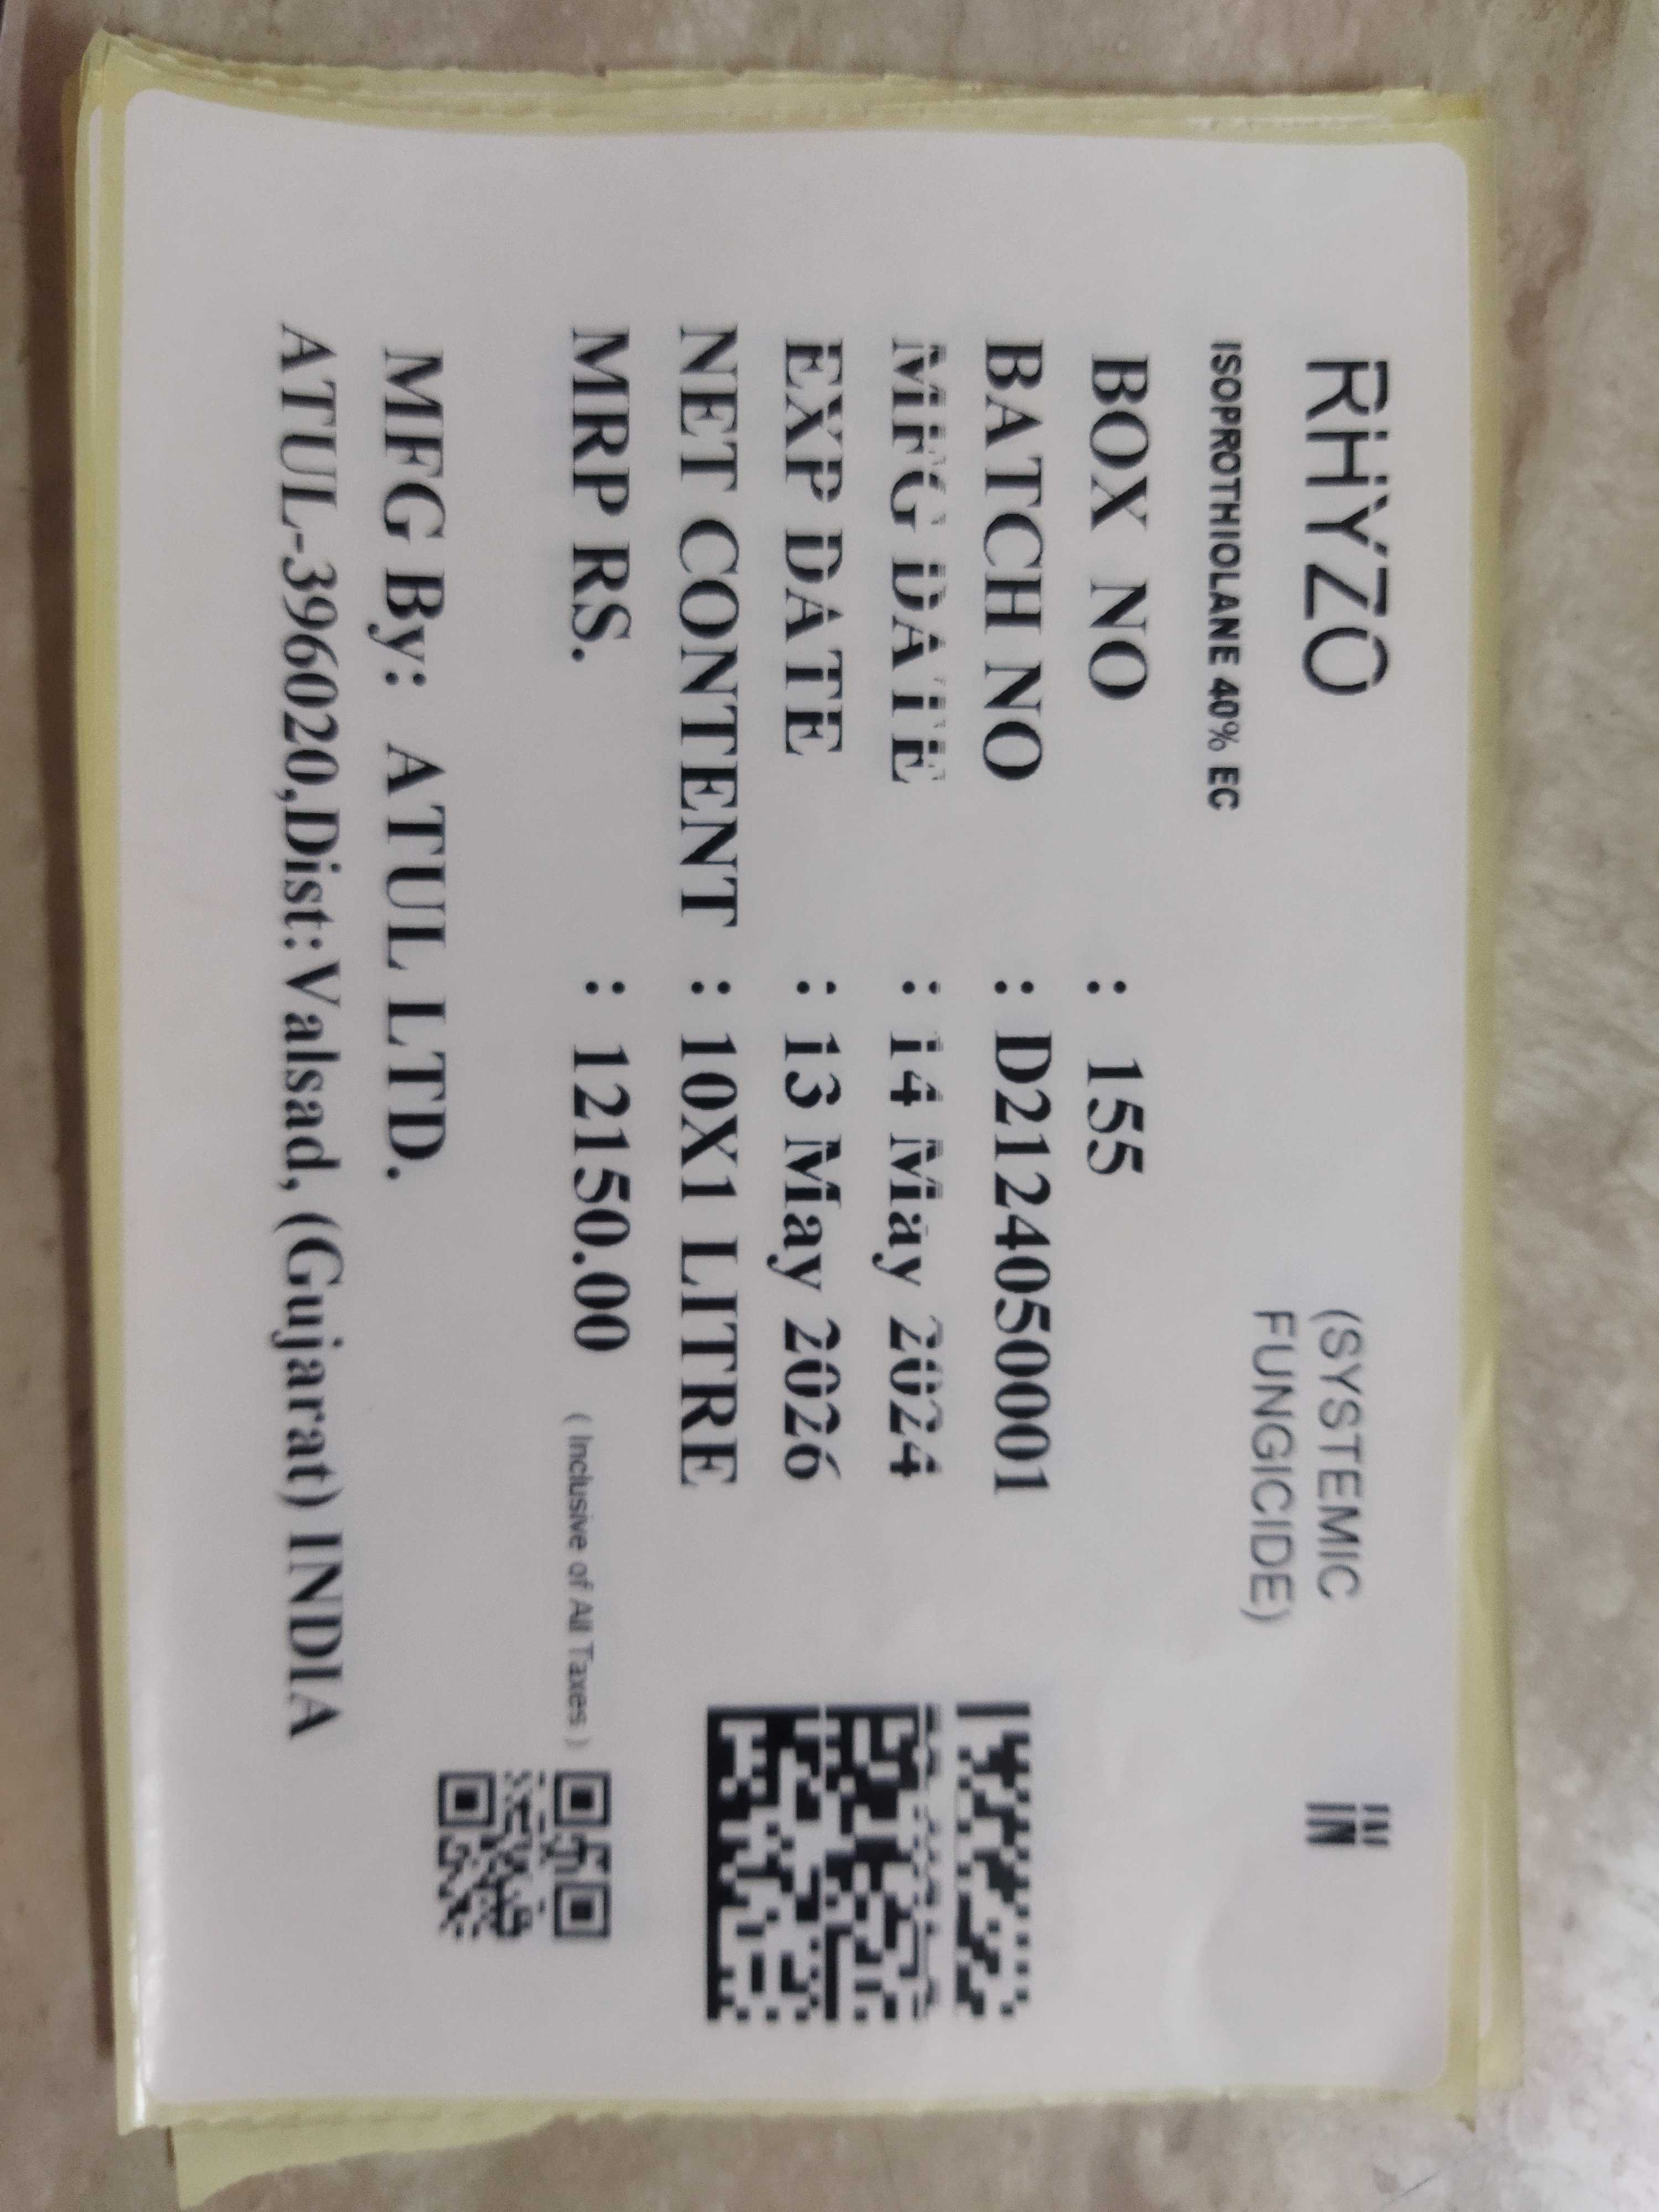 RHYZO
(SYSTEMIC
FUNGICIDE)
IN
IN
ISOPROTHIOLANE 40% EC
BOX NO : 155
BATCH NO : D2124050001
MFG DATE : 14 May 2024
EXP DATE : 13 May 2026
NET CONTENT : 10X1 LITRE
MRP RS. : 12150.00 ( Inclusive of All Taxes )
MFG By: ATUL LTD.
ATUL-396020,Dist:Valsad, (Gujarat) INDIA